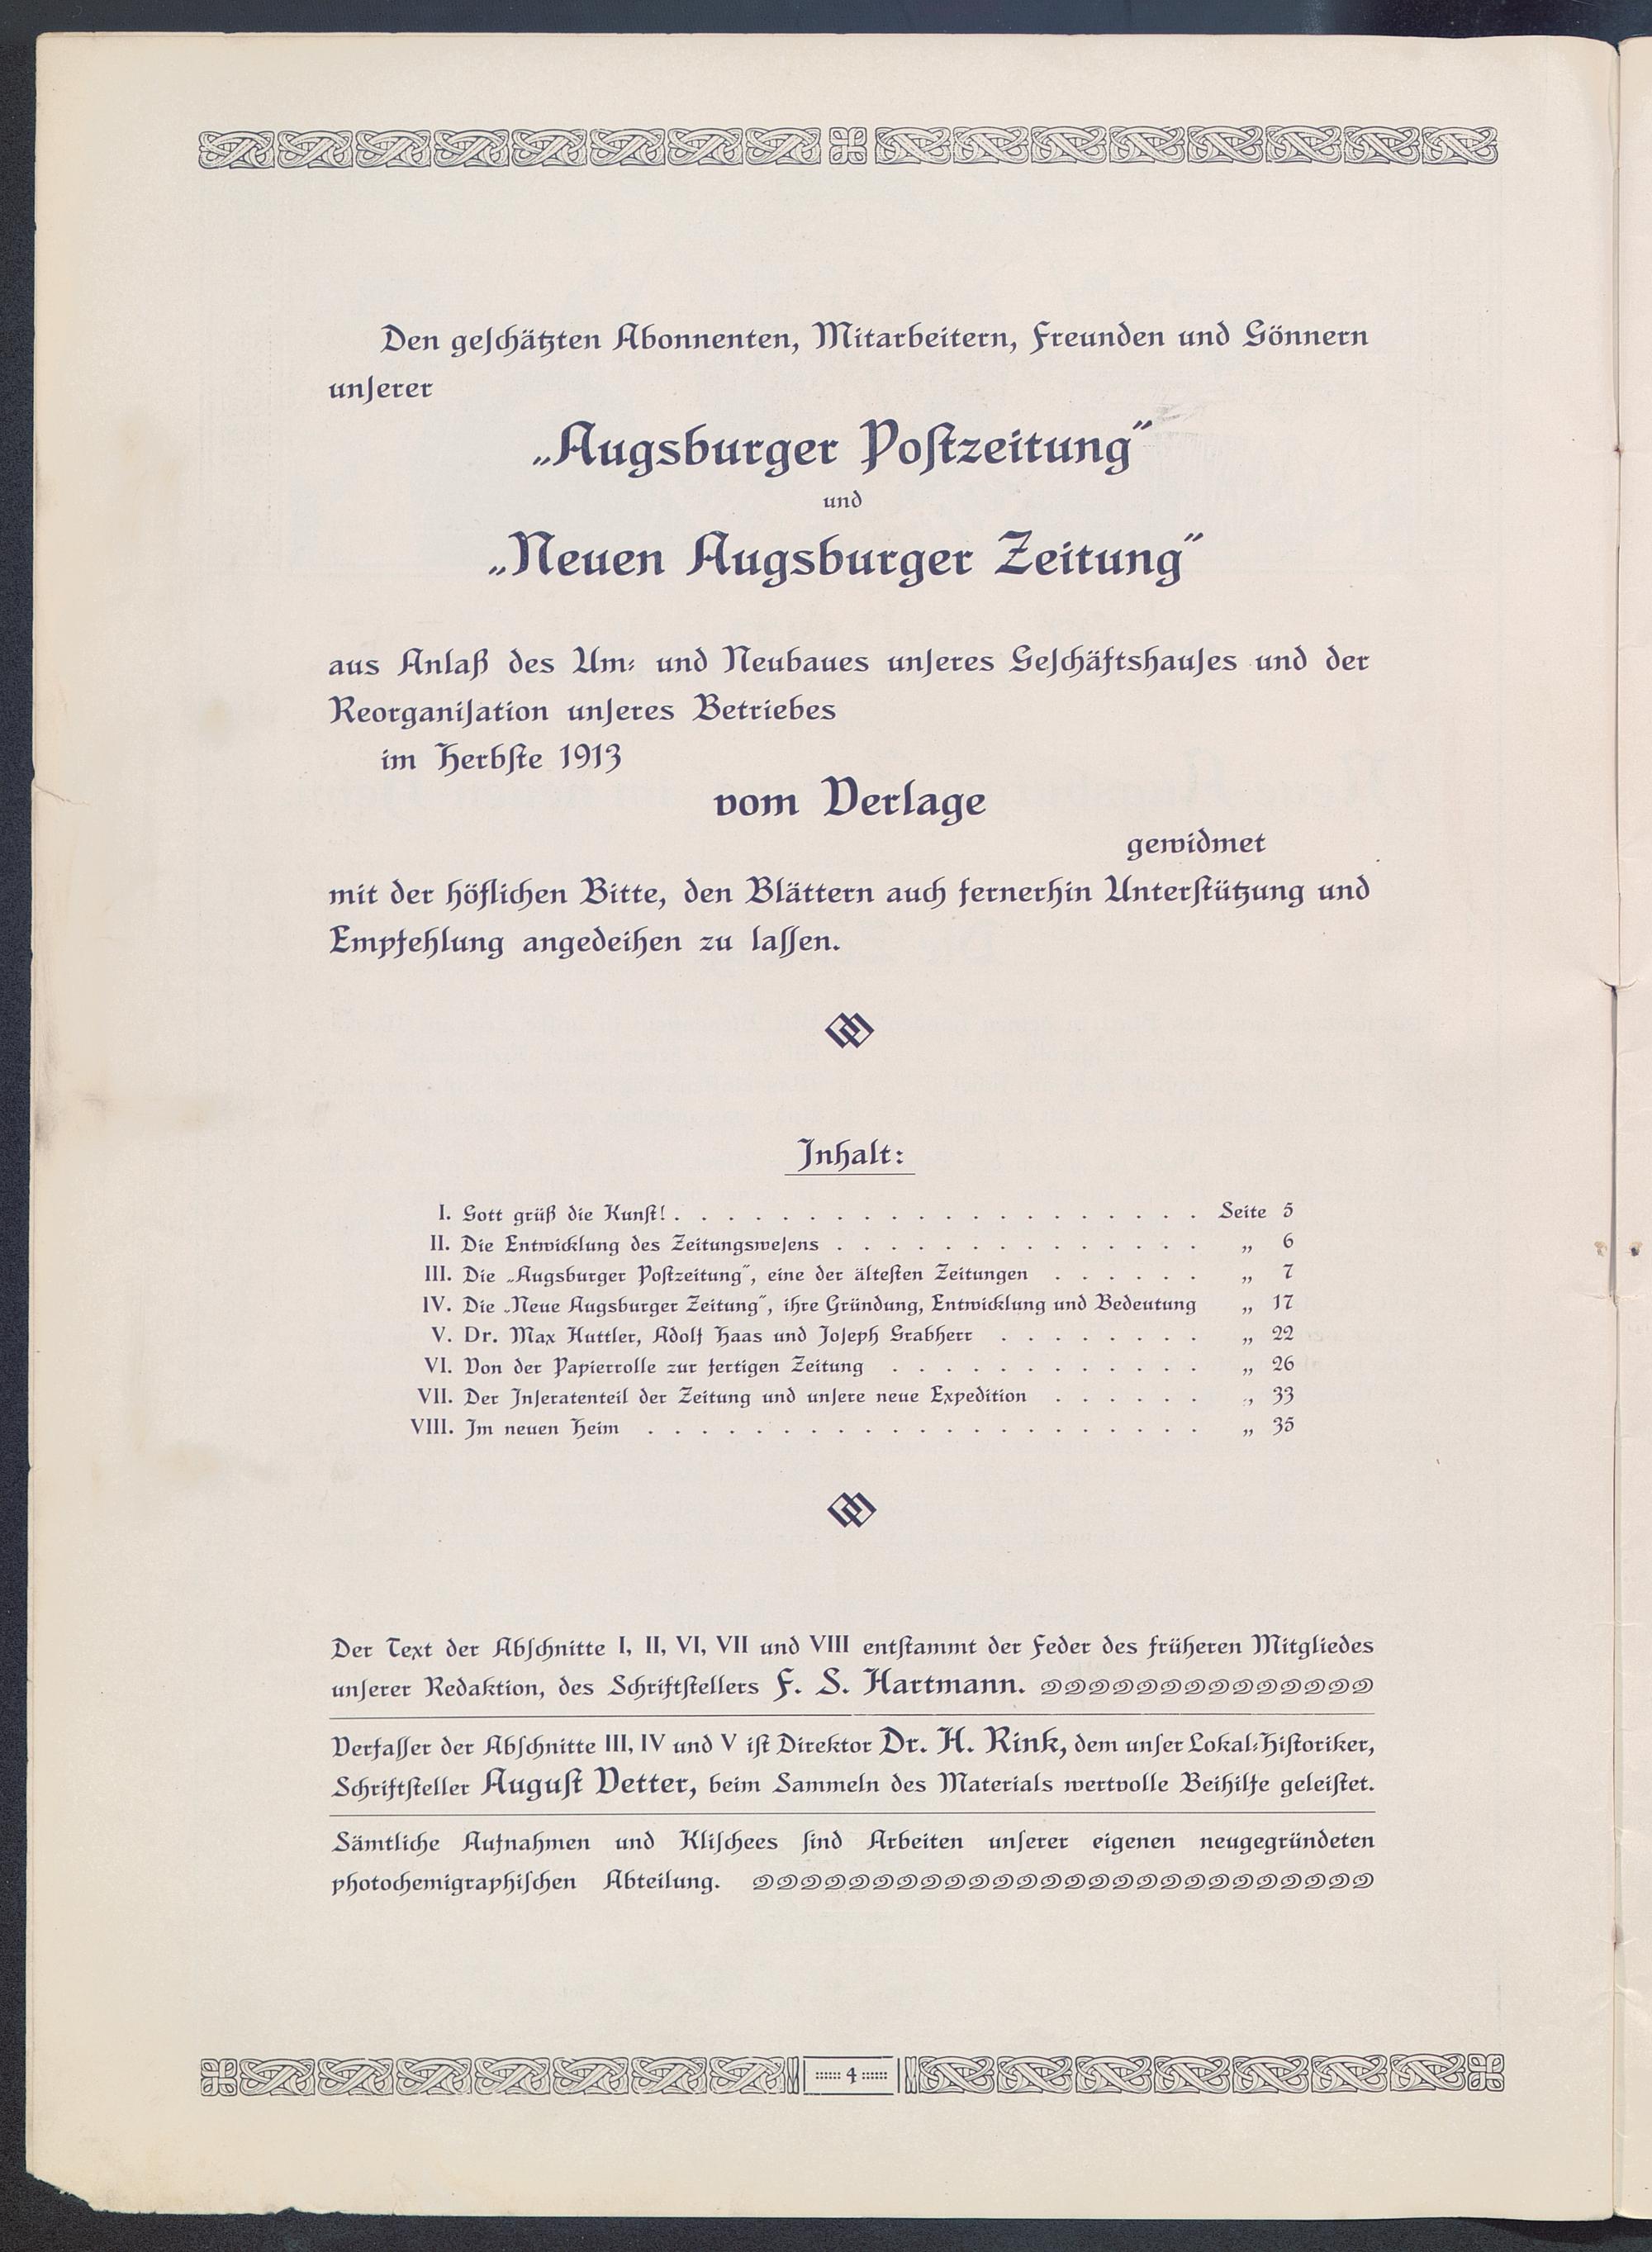 Den geschätzten Abonnenten, Mitarbeitern, Freunden und Gönnern
unserer
„Augsburger Postzeitung“
und
„Neuen Augsburger Zeitung“
aus Anlaß des Um- und Neubaues unseres Geschäftshauses und der
Reorganisation unseres Betriebes
im Herbste 1913
vom Verlage
gewidmet
mit der höflichen Bitte, den Blättern auch fernerhin Unterstützung und
Empfehlung angedeihen zu lassen.
Inhalt:
I. Gott grüß die Kunst! . . . . . . . . . . . . . . . . . . . . Seite 5
II. Die Entwicklung des Zeitungswesens . . . . . . . . . . . . . . „ 6
III. Die „Augsburger Postzeitung“, eine der ältesten Zeitungen . . . . . . „ 7
IV. Die „Neue Augsburger Zeitung“, ihre Gründung, Entwicklung und Bedeutung „ 17
V. Dr. Max Huttler, Adolf Haas und Joseph Grabherr . . . . . . . . „ 22
VI. Von der Papierrolle zur fertigen Zeitung . . . . . . . . . . . . „ 26
VII. Der Inseratenteil der Zeitung und unsere neue Expedition . . . . . . „ 33
VIII. Im neuen Heim . . . . . . . . . . . . . . . . . . . . . „ 35
Der Text der Abschnitte I, II, VI, VII und VIII entstammt der Feder des früheren Mitgliedes
unserer Redaktion, des Schriftstellers F. S. Hartmann.
Verfasser der Abschnitte III, IV und V ist Direktor Dr. H. Rink, dem unser Lokal-Historiker,
Schriftsteller August Vetter, beim Sammeln des Materials wertvolle Beihilfe geleistet.
Sämtliche Aufnahmen und Klischees sind Arbeiten unserer eigenen neugegründeten
photochemigraphischen Abteilung.
:::::: 4 ::::::